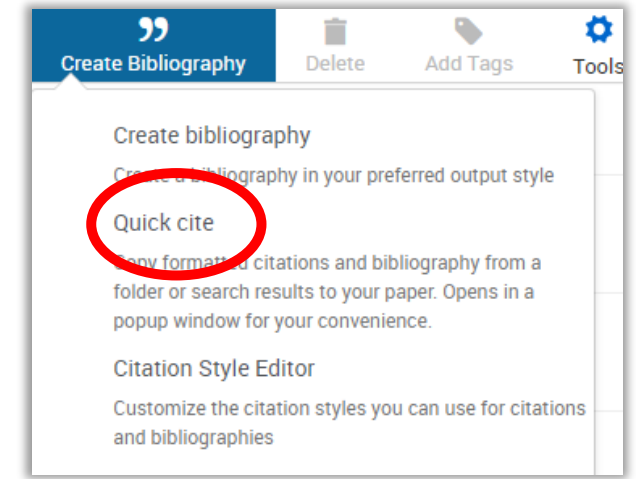 ”
Create Bibliography Delete Add Tags Tools
Create bibliography
Create a bibliography in your preferred output style
Quick cite
Copy formatted citations and bibliography from a
folder or search results to your paper. Opens in a
popup window for your convenience.
Citation Style Editor
Customize the citation styles you can use for citations
and bibliographies